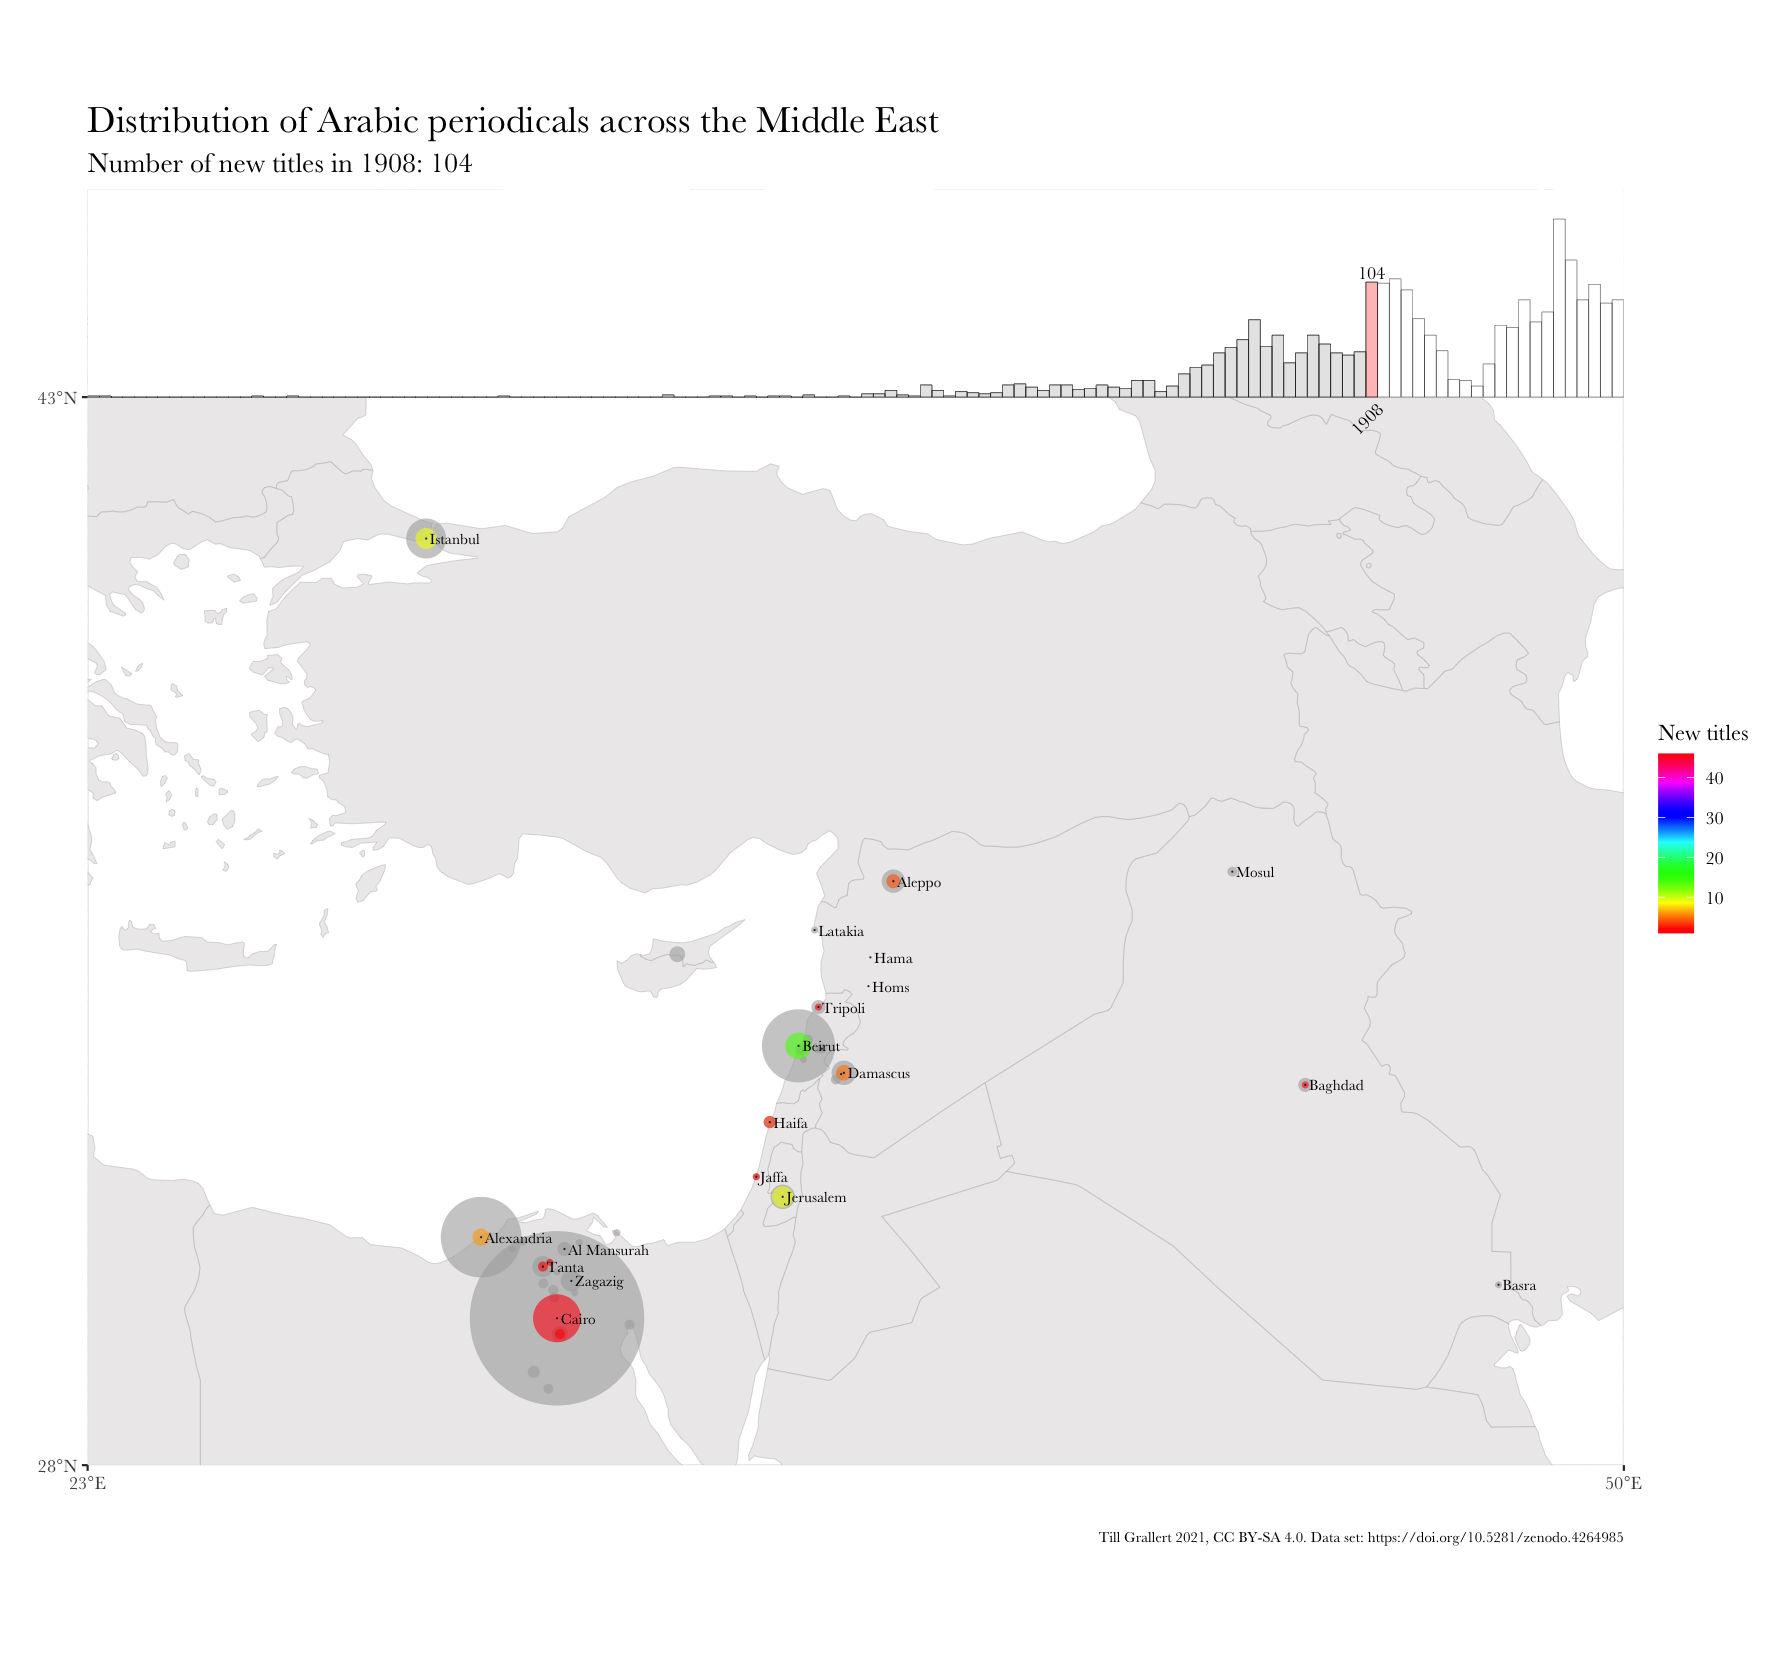 Distribution of Arabic periodicals across the Middle East
Number of new titles in 1908: 104
104
43°N
1908
Istanbul
New titles
40
30
20
10
Aleppo
Mosul
Latakia
Hama
Homs
Tripoli
Beirut
Damascus
Baghdad
Haifa
Jaffa
Jerusalem
Alexandria
Al Mansurah
Tanta
Zagazig
Basra
Cairo
28°N
23°E
50°E
Till Grallert 2021, CC BY-SA 4.0. Data set: https://doi.org/10.5281/zenodo.4264985